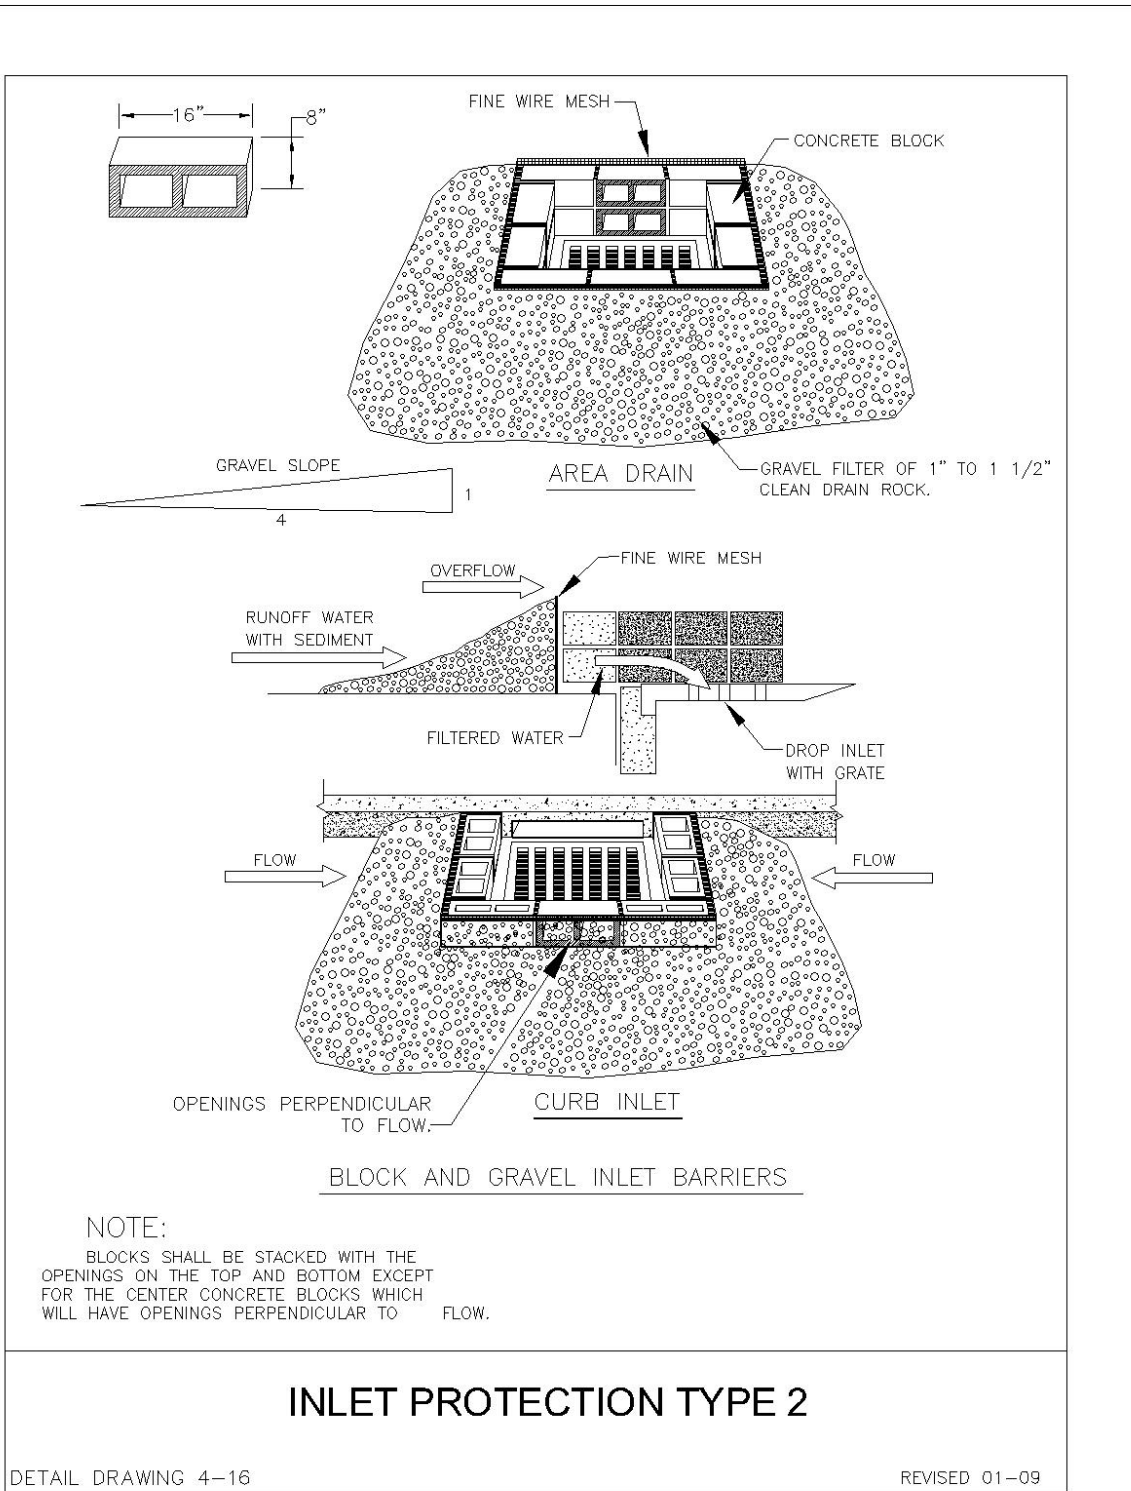 16"
8"
FINE WIRE MESH
CONCRETE BLOCK
GRAVEL SLOPE
1
4
AREA DRAIN
GRAVEL FILTER OF 1" TO 1 1/2"
CLEAN DRAIN ROCK.
OVERFLOW
FINE WIRE MESH
RUNOFF WATER
WITH SEDIMENT
FILTERED WATER
DROP INLET
WITH GRATE
FLOW
FLOW
OPENINGS PERPENDICULAR
TO FLOW.
CURB INLET
BLOCK AND GRAVEL INLET BARRIERS
NOTE:
BLOCKS SHALL BE STACKED WITH THE
OPENINGS ON THE TOP AND BOTTOM EXCEPT
FOR THE CENTER CONCRETE BLOCKS WHICH
WILL HAVE OPENINGS PERPENDICULAR TO FLOW.
INLET PROTECTION TYPE 2
DETAIL DRAWING 4-16
REVISED 01-09